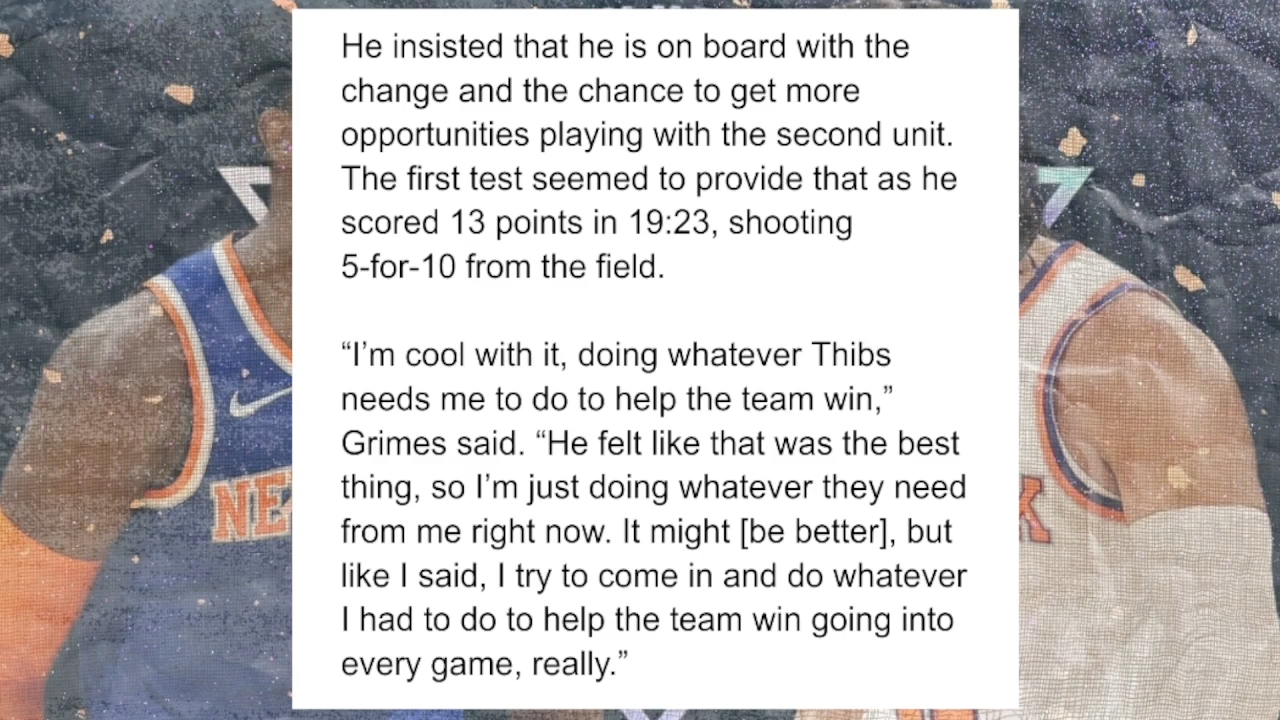 He insisted that he is on board with the
change and the chance to get more
opportunities playing with the second unit.
The first test seemed to provide that as he
scored 13 points in 19:23, shooting
5-for-10 from the field.
“I’m cool with it, doing whatever Thibs
needs me to do to help the team win,”
Grimes said. “He felt like that was the best
thing, so I’m just doing whatever they need
from me right now. It might [be better], but
like I said, I try to come in and do whatever
I had to do to help the team win going into
every game, really.”
NE
K